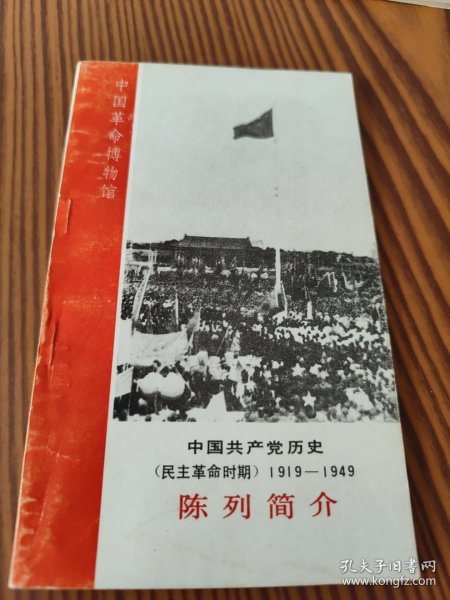 中国革命博物馆
中国共产党历史
（民主革命时期）1919—1949
陈列简介
孔夫子旧书网
www.kongfz.com